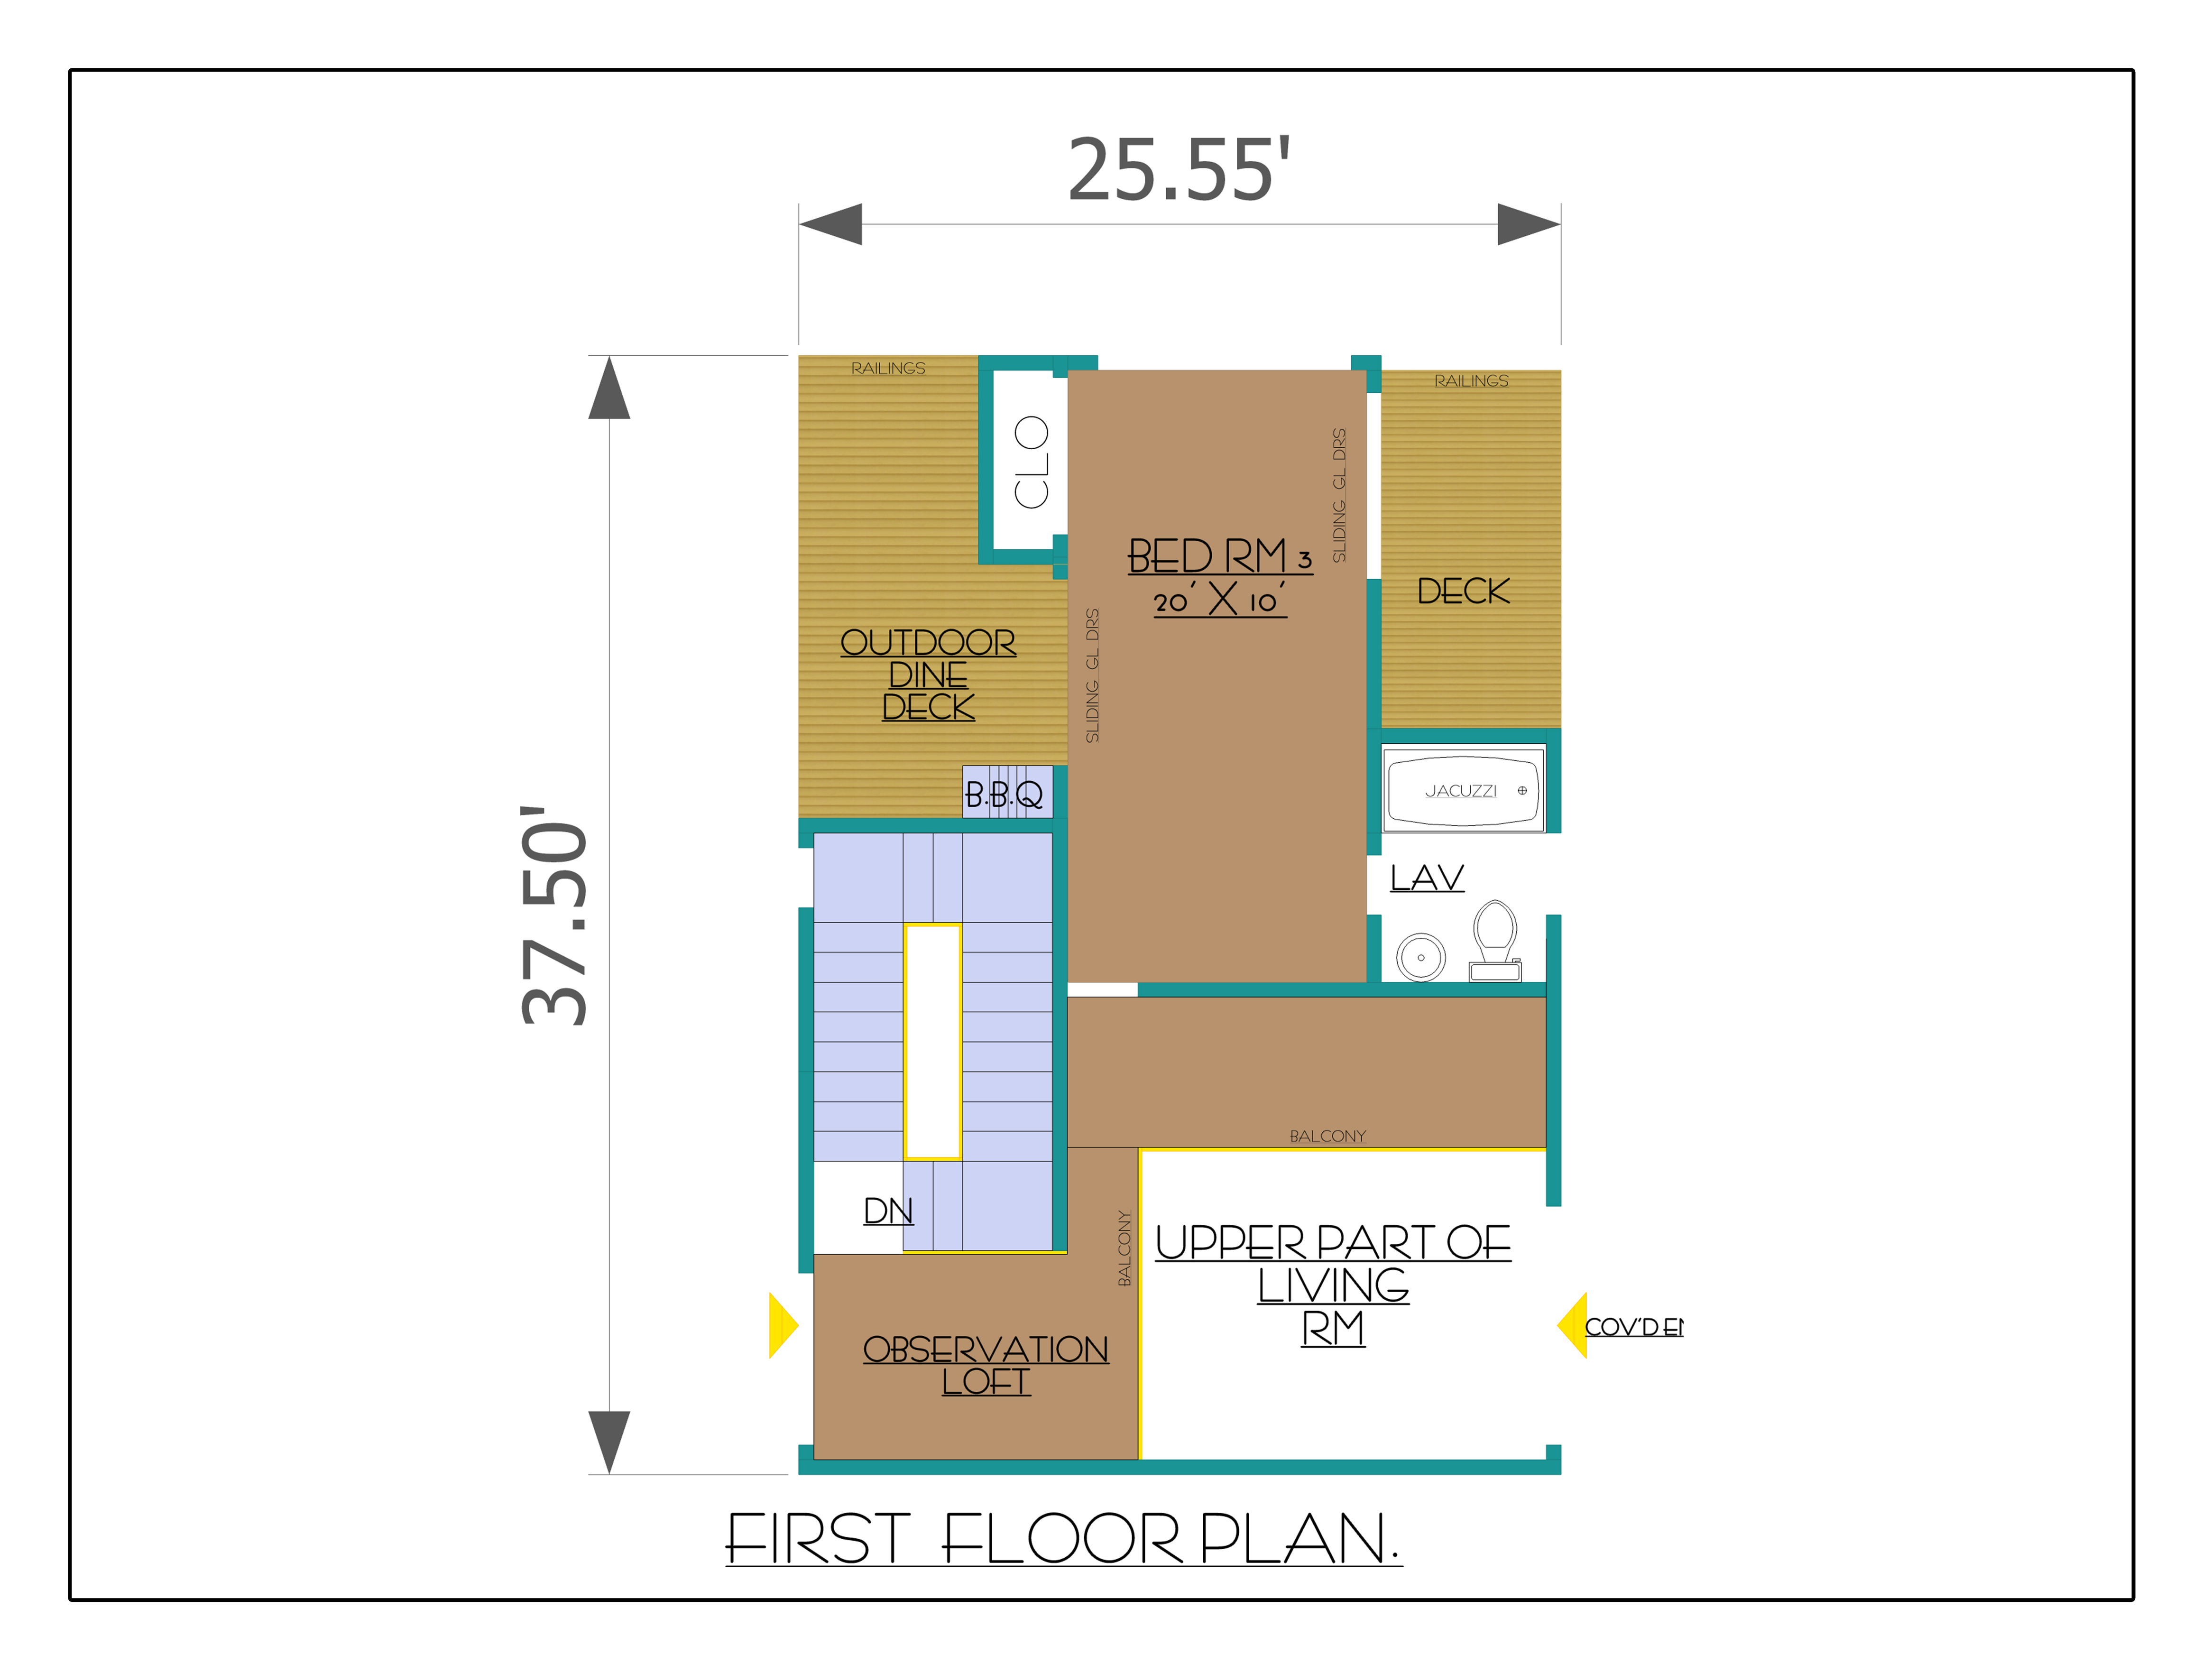 25.55'
37.50'
RAILINGS
RAILINGS
CLO
SLIDING GL DRS
BED RM 3
20' X 10'
SLIDING GL DRS
DECK
OUTDOOR
DINE
DECK
B.B.Q
JACUZZI
LAV
BALCONY
DN
BALCONY
UPPER PART OF
LIVING
RM
COV'D
OBSERVATION
LOFT
FIRST FLOOR PLAN.